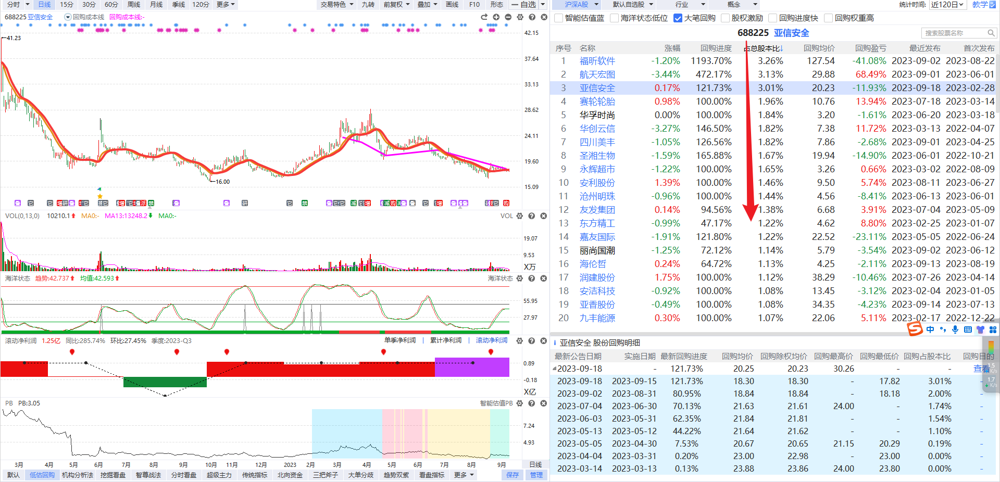 分时 日线 15分 30分 60分 周线 月线 季线 120分 更多 交易特色 九转 前复权 叠加 画线 F10 形态 一自选
沪深A股 默认自选股 行业 概念 统计时间: 近120日 教学
688225 亚信安全 回购成本线 回购成本线:-
智能估值蓝 海洋状态低位 大笔回购 股权激励 回购进度快 回购权重高
688225 亚信安全
搜索股票名称
41.23
42.15
37.64
33.13
28.62
24.11
19.60
15.09
16.00
VOL(0,13,0) 10210.1 MA0:- MA13:13248.2 MA0:-
VOL
19.07
9.53
X万
海洋状态 趋势:42.737 均值:42.593
海洋状态
55.95
27.97
滚动净利润 1.25亿 同比:285.74% 环比:27.45% 季度:2023-Q3
单季净利润 | 累计净利润 | 滚动净利润
0.89
-0.18
X亿
PB PB:3.05
智能估值PB
7.24
4.93
3月 4月 5月 6月 7月 8月 9月 10月 11月 12月 2023 2月 3月 4月 5月 6月 7月 8月 9月 日线
默认 低估回购 机构分析法 挖掘看盘 智尊战法 分时看盘 超级主力 传统指标 北向资金 三把斧子 大单分歧 趋势双紫 看盘指标 更多 保存 管理
序号 名称 涨幅 回购进度 占总股本比↓ 回购均价 回购盈亏 最近发布 首次发布
1 福昕软件 -1.20% 1193.70% 3.26% 127.54 -41.08% 2023-09-02 2023-08-22
2 航天宏图 -3.44% 472.17% 3.13% 29.88 68.49% 2023-09-01 2023-06-01
3 亚信安全 0.17% 121.73% 3.01% 20.23 -11.93% 2023-09-18 2023-02-28
4 赛轮轮胎 0.98% 100.00% 1.96% 10.76 13.94% 2023-07-18 2023-03-14
5 华孚时尚 0.00% 100.00% 1.84% 3.20 -1.61% 2023-06-20 2023-03-18
6 华创云信 -3.27% 146.50% 1.82% 7.38 11.72% 2023-03-13 2022-04-07
7 四川美丰 -1.05% 126.56% 1.82% 7.86 -2.68% 2023-09-01 2023-04-25
8 圣湘生物 -1.59% 165.88% 1.67% 19.94 -14.90% 2023-06-01 2022-10-21
9 永辉超市 -1.22% 100.00% 1.65% 3.26 0.66% 2023-03-02 2022-08-09
10 安利股份 1.39% 100.00% 1.46% 9.50 5.74% 2023-08-11 2023-06-27
11 沧州明珠 -0.96% 100.00% 1.44% 4.56 -8.41% 2023-06-13 2023-06-01
12 友发集团 0.14% 94.56% 1.38% 6.68 3.91% 2023-07-04 2023-05-09
13 东方精工 -0.99% 47.17% 1.22% 4.62 8.80% 2023-02-25 2023-01-07
14 嘉友国际 -1.91% 121.80% 1.22% 22.52 -23.11% 2023-05-05 2022-06-24
15 丽尚国潮 -1.25% 72.12% 1.14% 5.79 -3.54% 2023-09-02 2023-06-12
16 海伦哲 0.24% 64.72% 1.13% 4.25 -2.11% 2023-09-13 2023-08-19
17 润建股份 1.75% 100.00% 1.12% 38.29 -10.46% 2023-07-26 2023-04-14
18 安洁科技 -0.92% 100.00% 1.08% 13.45 -3.12% 2023-02-04 2023-01-05
19 亚香股份 -0.49% 100.00% 1.08% 34.35 -4.23% 2023-09-14 2023-07-13
20 九丰能源 0.30% 100.00% 1.07% 22.06 5.11% 2023-02-17 2022-12-22
中
亚信安全 股份回购明细
最新公告日期 实施日期 最新回购进度 回购均价 回购除权均价 回购最高价 回购最低价 回购占股本比 回购目的
2023-09-18 - 121.73% 20.25 20.23 30.26 - - 查看
2023-09-18 2023-09-15 121.73% 18.30 18.30 - 17.82 3.01% -
2023-09-02 2023-08-31 80.95% 18.84 18.84 - 18.18 2.00% -
2023-07-04 2023-06-30 70.13% 21.63 21.61 24.00 - 1.74% -
2023-06-03 2023-05-31 62.35% 21.84 21.81 - - 1.54% -
2023-05-13 2023-05-12 44.22% 21.64 21.62 - - 1.10% -
2023-05-05 2023-04-30 7.53% 20.67 20.65 21.15 20.29 0.19% -
2023-04-04 2023-03-31 0.20% 23.00 22.98 - 23.00 0.00% -
2023-03-14 2023-03-13 0.13% 23.88 23.86 24.00 23.80 0.00% -